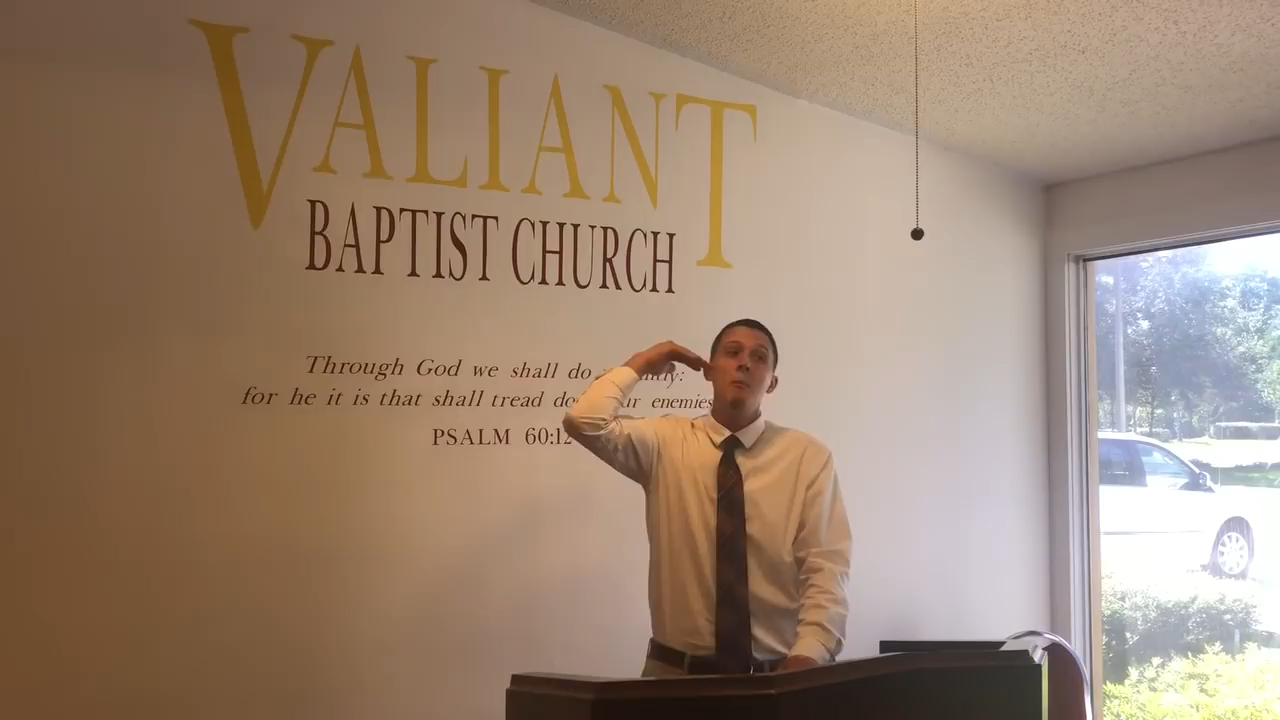 VALIANT
BAPTIST CHURCH
Through God we shall do
for he it is that shall tread enemies
PSALM 60:12